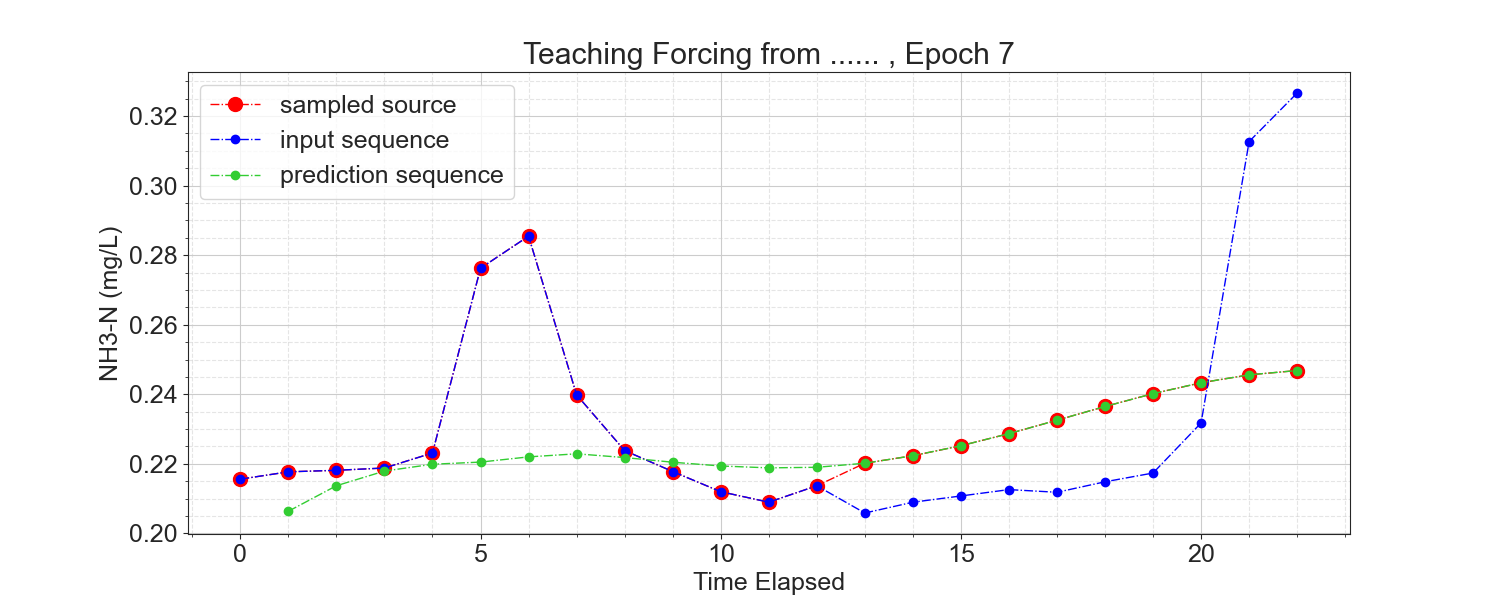 Teaching Forcing from ...... , Epoch 7
sampled source
input sequence
prediction sequence
NH3-N (mg/L)
0.32
0.30
0.28
0.26
0.24
0.22
0.20
0 5 10 15 20
Time Elapsed